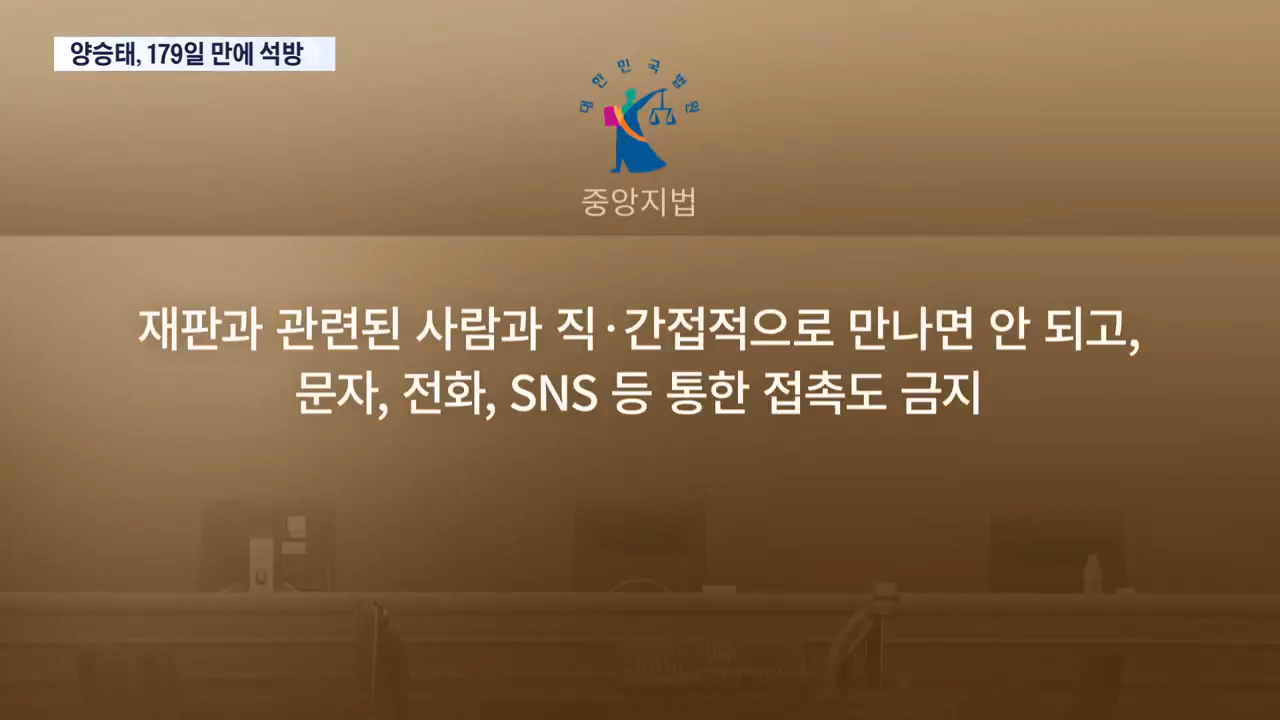 양승태, 179일 만에 석방
대한민국법원
중앙지법
재판과 관련된 사람과 직·간접적으로 만나면 안 되고,
문자, 전화, SNS 등 통한 접촉도 금지